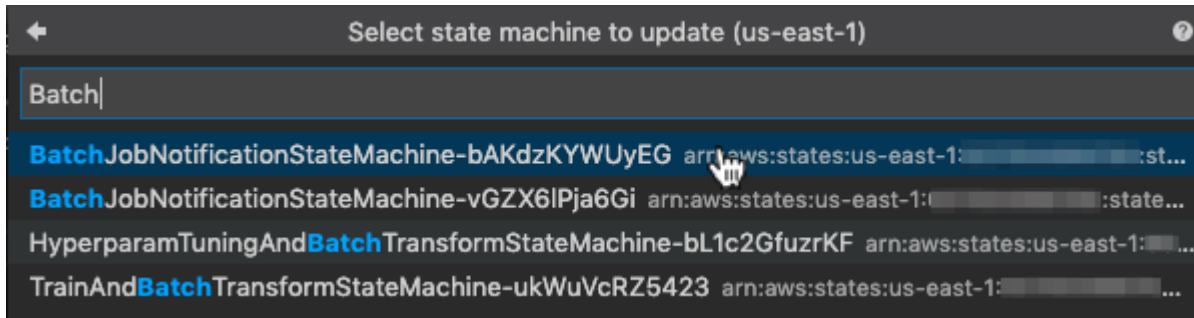 Select state machine to update (us-east-1)
Batch
BatchJobNotificationStateMachine-bAKdzKYWUyEG arn:aws:states:us-east-1: :st...
BatchJobNotificationStateMachine-vGZX6lPja6Gi arn:aws:states:us-east-1: :state...
HyperparamTuningAndBatchTransformStateMachine-bL1c2GfuzrKF arn:aws:states:us-east-1: ...
TrainAndBatchTransformStateMachine-ukWuVcRZ5423 arn:aws:states:us-east-1: ...